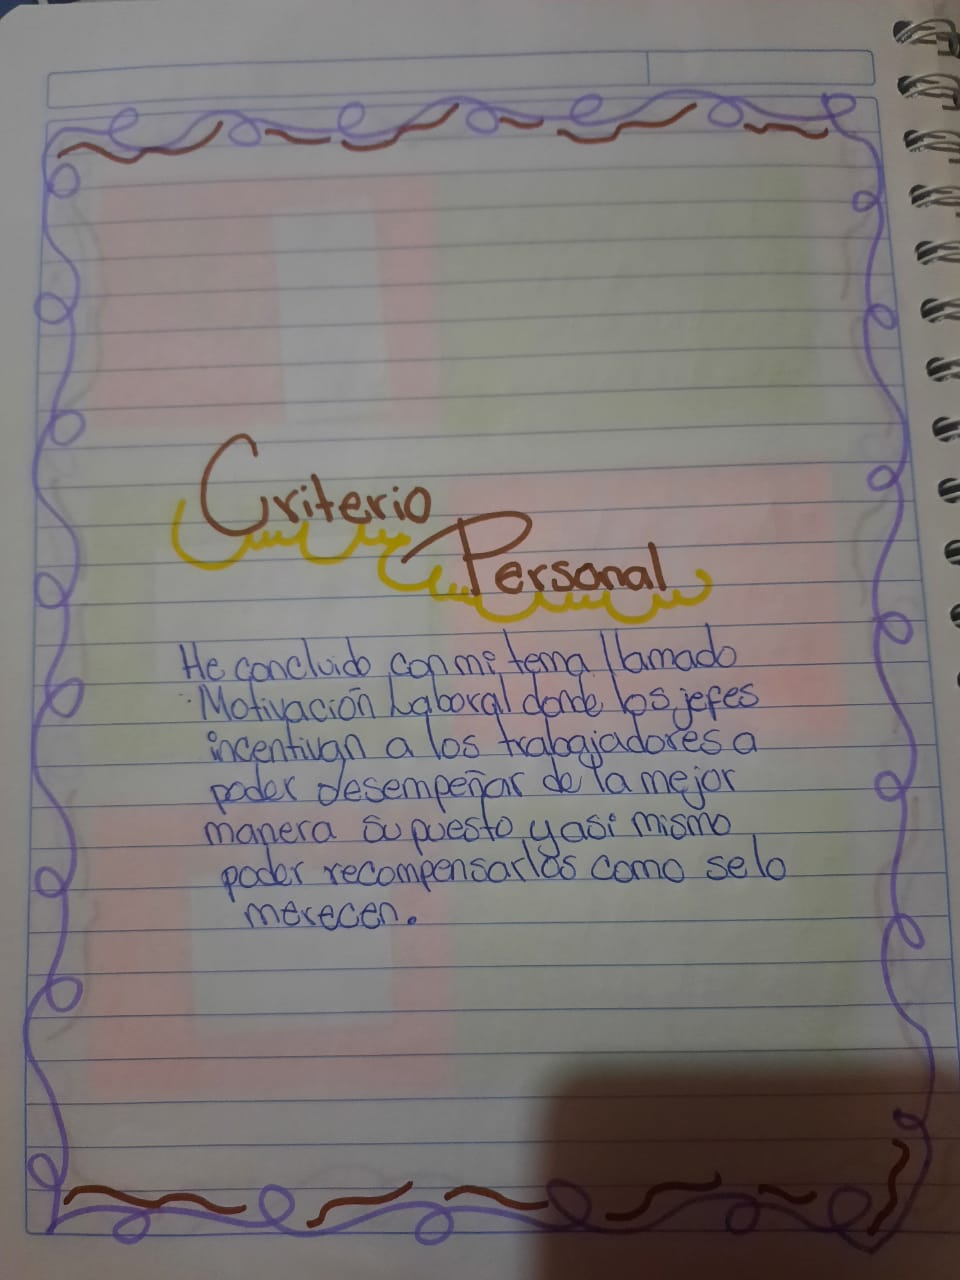 Criterio
Personal
He concluido con mi tema llamado
Motivación Laboral donde los jefes
incentivan a los trabajadores a
poder desempeñar de la mejor
manera su puesto y asi mismo
poder recompensarlos como se lo
merecen.